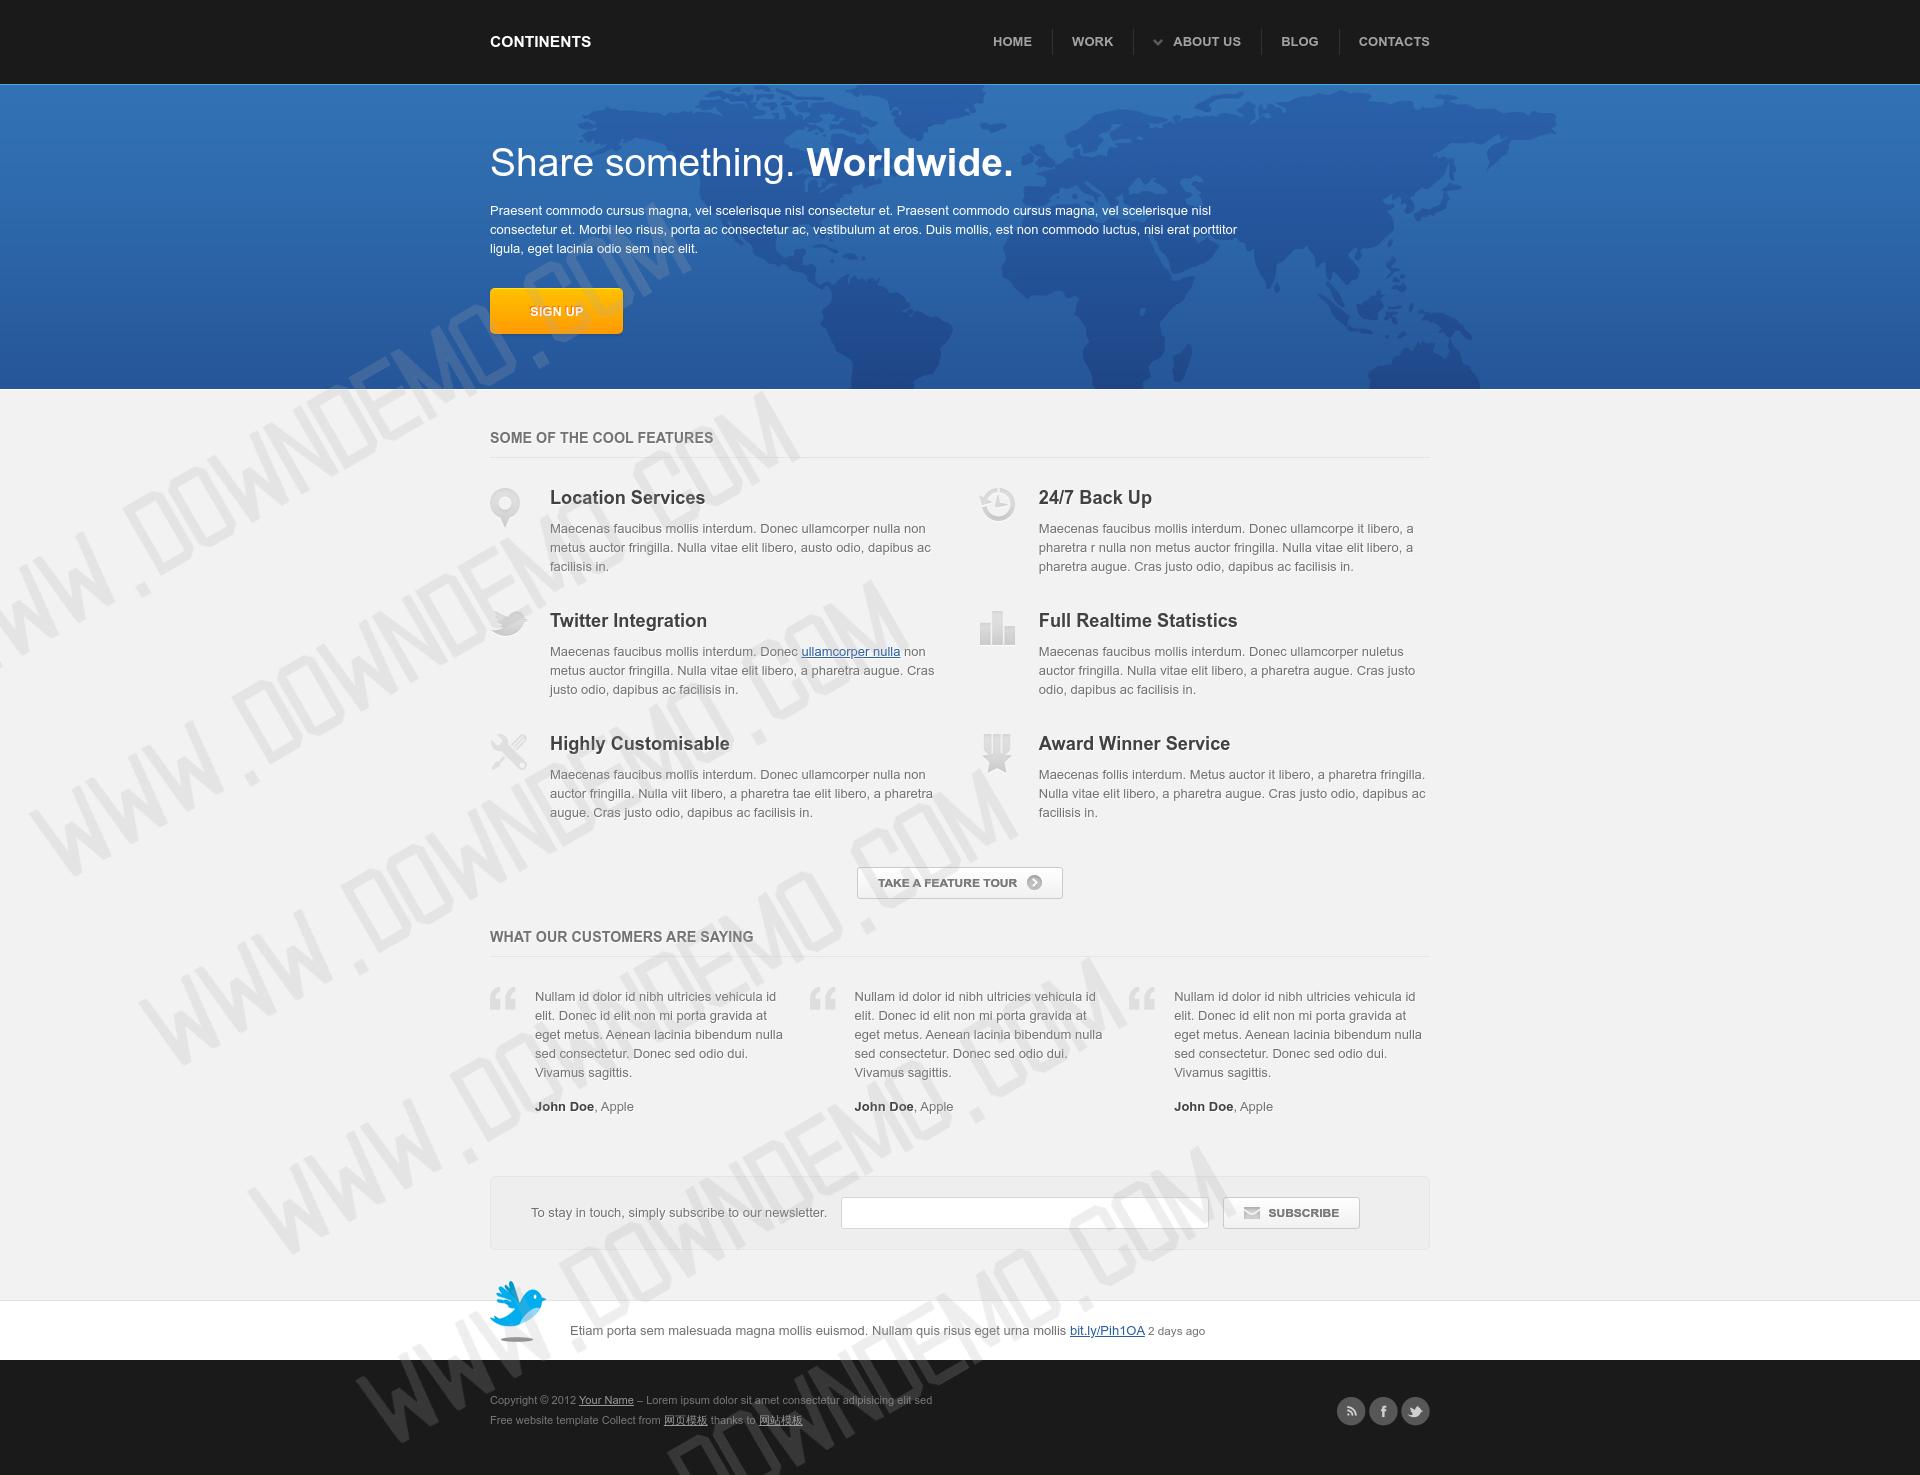 CONTINENTS
HOME
WORK
ABOUT US
BLOG
CONTACTS
Share something. Worldwide.
Praesent commodo cursus magna, vel scelerisque nisl consectetur et. Praesent commodo cursus magna, vel scelerisque nisl
consectetur et. Morbi leo risus, porta ac consectetur ac, vestibulum at eros. Duis mollis, est non commodo luctus, nisi erat porttitor
ligula, eget lacinia odio sem nec elit.
SIGN UP
SOME OF THE COOL FEATURES
Location Services
Maecenas faucibus mollis interdum. Donec ullamcorper nulla non
metus auctor fringilla. Nulla vitae elit libero, austo odio, dapibus ac
facilisis in.
24/7 Back Up
Maecenas faucibus mollis interdum. Donec ullamcorpe it libero, a
pharetra r nulla non metus auctor fringilla. Nulla vitae elit libero, a
pharetra augue. Cras justo odio, dapibus ac facilisis in.
Twitter Integration
Maecenas faucibus mollis interdum. Donec ullamcorper nulla non
metus auctor fringilla. Nulla vitae elit libero, a pharetra augue. Cras
justo odio, dapibus ac facilisis in.
Full Realtime Statistics
Maecenas faucibus mollis interdum. Donec ullamcorper nuletus
auctor fringilla. Nulla vitae elit libero, a pharetra augue. Cras justo
odio, dapibus ac facilisis in.
Highly Customisable
Maecenas faucibus mollis interdum. Donec ullamcorper nulla non
auctor fringilla. Nulla viit libero, a pharetra tae elit libero, a pharetra
augue. Cras justo odio, dapibus ac facilisis in.
Award Winner Service
Maecenas follis interdum. Metus auctor it libero, a pharetra fringilla.
Nulla vitae elit libero, a pharetra augue. Cras justo odio, dapibus ac
facilisis in.
TAKE A FEATURE TOUR
WHAT OUR CUSTOMERS ARE SAYING
Nullam id dolor id nibh ultricies vehicula id
elit. Donec id elit non mi porta gravida at
eget metus. Aenean lacinia bibendum nulla
sed consectetur. Donec sed odio dui.
Vivamus sagittis.
John Doe, Apple
Nullam id dolor id nibh ultricies vehicula id
elit. Donec id elit non mi porta gravida at
eget metus. Aenean lacinia bibendum nulla
sed consectetur. Donec sed odio dui.
Vivamus sagittis.
John Doe, Apple
Nullam id dolor id nibh ultricies vehicula id
elit. Donec id elit non mi porta gravida at
eget metus. Aenean lacinia bibendum nulla
sed consectetur. Donec sed odio dui.
Vivamus sagittis.
John Doe, Apple
To stay in touch, simply subscribe to our newsletter.
SUBSCRIBE
Etiam porta sem malesuada magna mollis euismod. Nullam quis risus eget urna mollis bit.ly/Pih1OA 2 days ago
Copyright © 2012 Your Name – Lorem ipsum dolor sit amet consectetur adipisicing elit sed
Free website template Collect from 网页模板 thanks to 网站模板
WWW.DOWNDEMO.COM
WWW.DOWNDEMO.COM
WWW.DOWNDEMO.COM
WWW.DOWNDEMO.COM
WWW.DOWNDEMO.COM
WWW.DOWNDEMO.COM
DOWNDEMO.COM